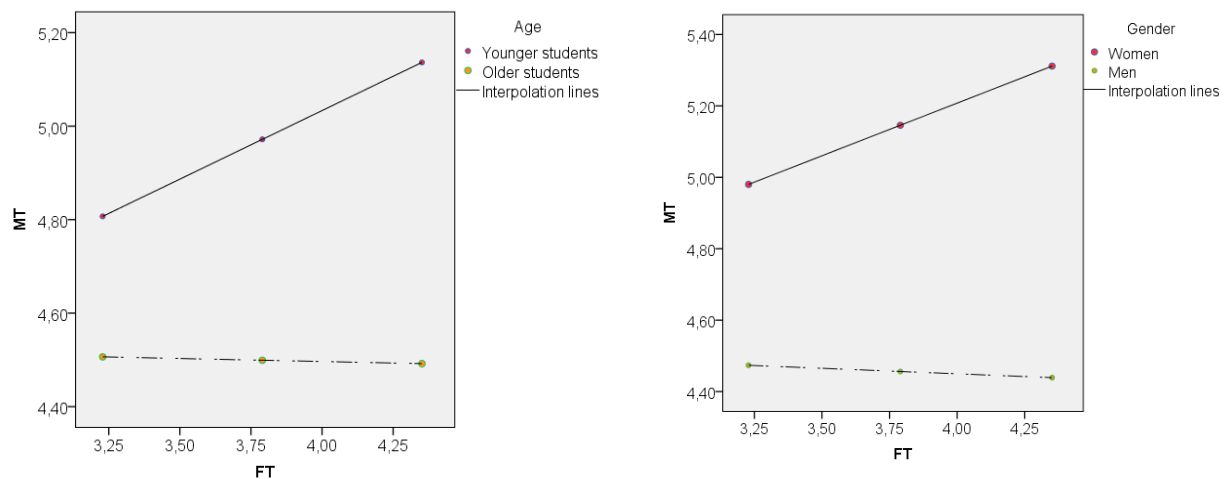 Age
Younger students
Older students
Interpolation lines
5,20
5,00
4,80
4,60
4,40
MT
3,25 3,50 3,75 4,00 4,25
FT
Gender
Women
Men
Interpolation lines
5,40
5,20
5,00
4,80
4,60
4,40
MT
3,25 3,50 3,75 4,00 4,25
FT